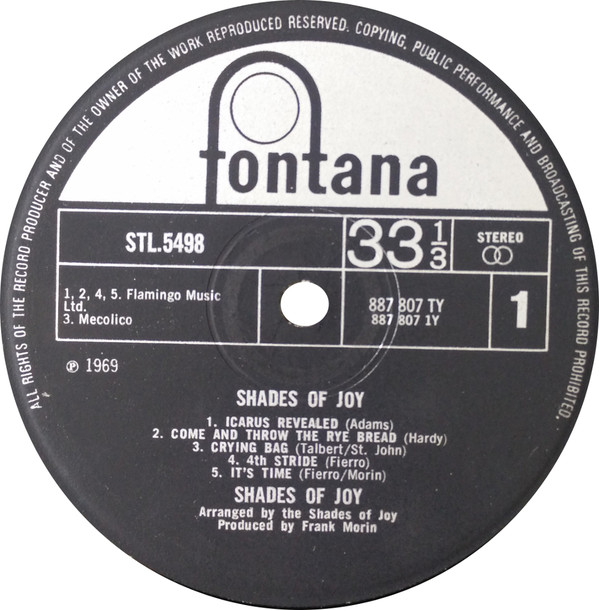 ALL RIGHTS OF THE RECORD PRODUCER AND OF THE OWNER OF THE WORK REPRODUCED RESERVED. COPYING, PUBLIC PERFORMANCE AND BROADCASTING OF THIS RECORD PROHIBITED.
fontana
STL.5498
33 1/3
STEREO
1, 2, 4, 5. Flamingo Music
Ltd.
3. Mecolico
887 807 TY
887 807 1Y
1
℗ 1969
SHADES OF JOY
1. ICARUS REVEALED (Adams)
2. COME AND THROW THE RYE BREAD (Hardy)
3. CRYING BAG (Talbert/St. John)
4. 4th STRIDE (Fierro)
5. IT'S TIME (Fierro/Morin)
SHADES OF JOY
Arranged by the Shades of Joy
Produced by Frank Morin